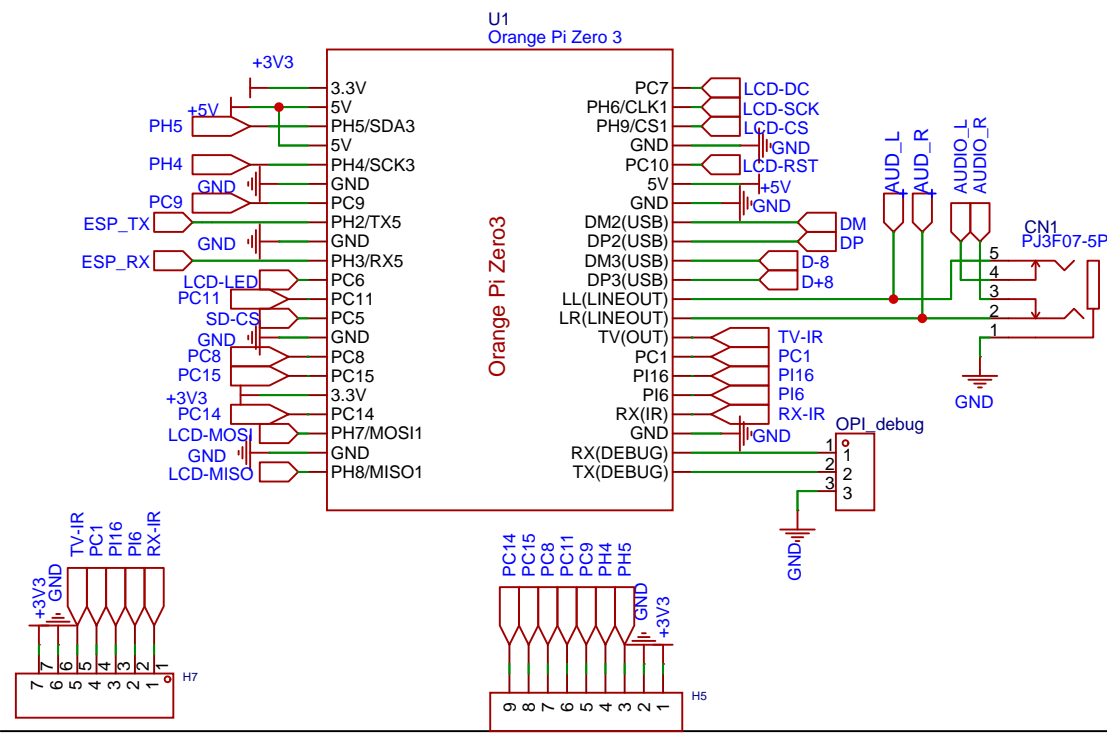 U1
Orange Pi Zero 3
+3V3
+5V
PH5
PH4
GND
PC9
ESP_TX
GND
ESP_RX
LCD-LED
PC11
SD-CS
GND
PC8
PC15
+3V3
PC14
LCD-MOSI
GND
LCD-MISO
3.3V
5V
PH5/SDA3
5V
PH4/SCK3
GND
PC9
PH2/TX5
GND
PH3/RX5
PC6
PC11
PC5
GND
PC8
PC15
3.3V
PC14
PH7/MOSI1
GND
PH8/MISO1
Orange Pi Zero3
PC7
PH6/CLK1
PH9/CS1
GND
PC10
5V
GND
DM2(USB)
DP2(USB)
DM3(USB)
DP3(USB)
LL(LINEOUT)
LR(LINEOUT)
TV(OUT)
PC1
PI16
PI6
RX(IR)
GND
RX(DEBUG)
TX(DEBUG)
LCD-DC
LCD-SCK
LCD-CS
GND
LCD-RST
+5V
GND
DM
DP
D-8
D+8
TV-IR
PC1
PI16
PI6
RX-IR
GND
AUD_L
AUD_R
AUDIO_L
AUDIO_R
CN1
PJ3F07-5P
5
4
3
2
1
GND
OPI_debug
1 1
2 2
3 3
GND
+3V3
GND
TV-IR
PC1
PI16
PI6
RX-IR
7 6 5 4 3 2 1
7 6 5 4 3 2 1
H7
PC14
PC15
PC8
PC11
PC9
PH4
PH5
GND
+3V3
9 8 7 6 5 4 3 2 1
H5